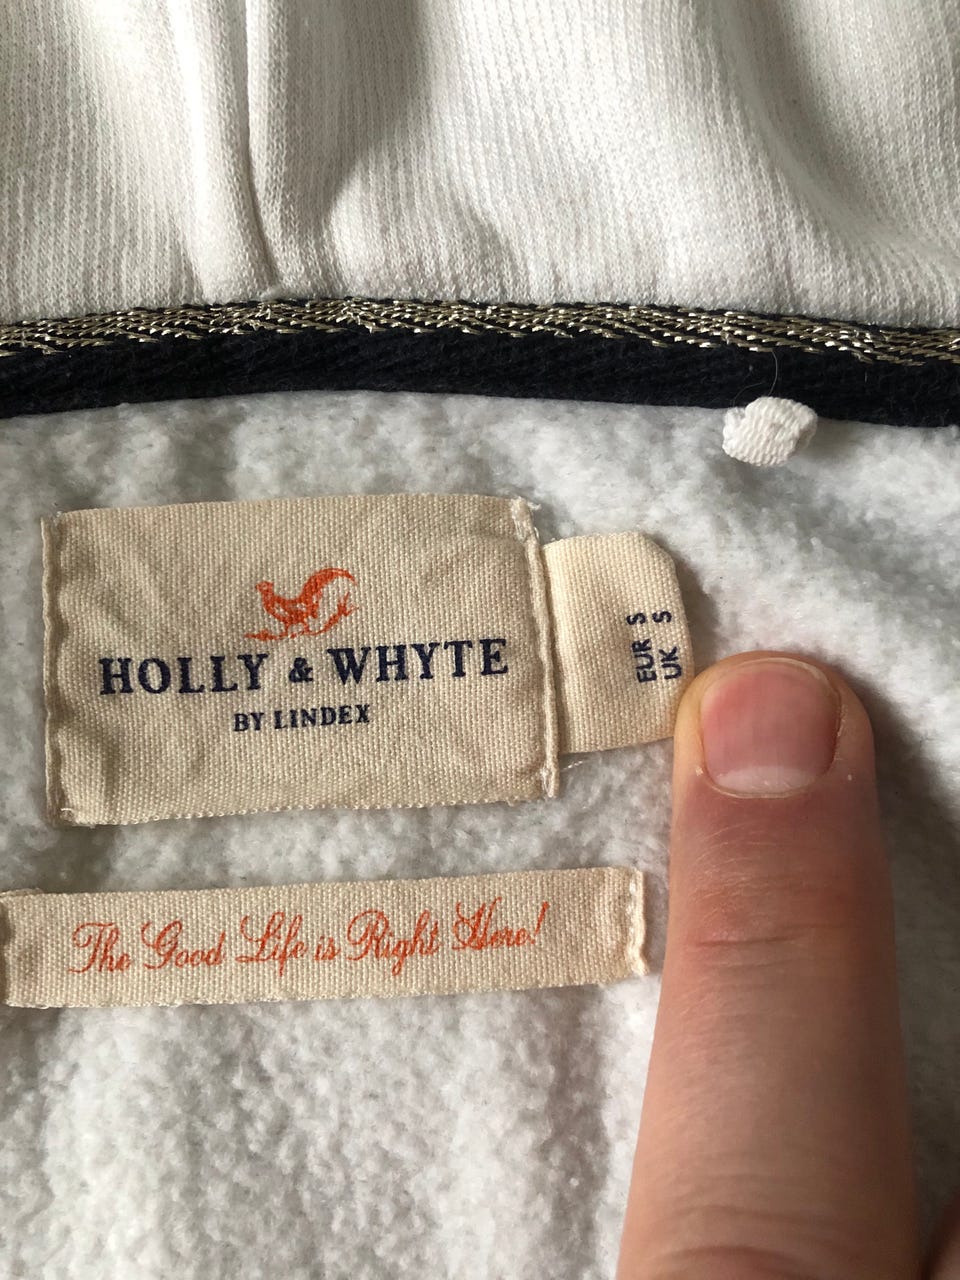 HOLLY & WHYTE
BY LINDEX
EUR S
UK S
The Good Life is Right Here!